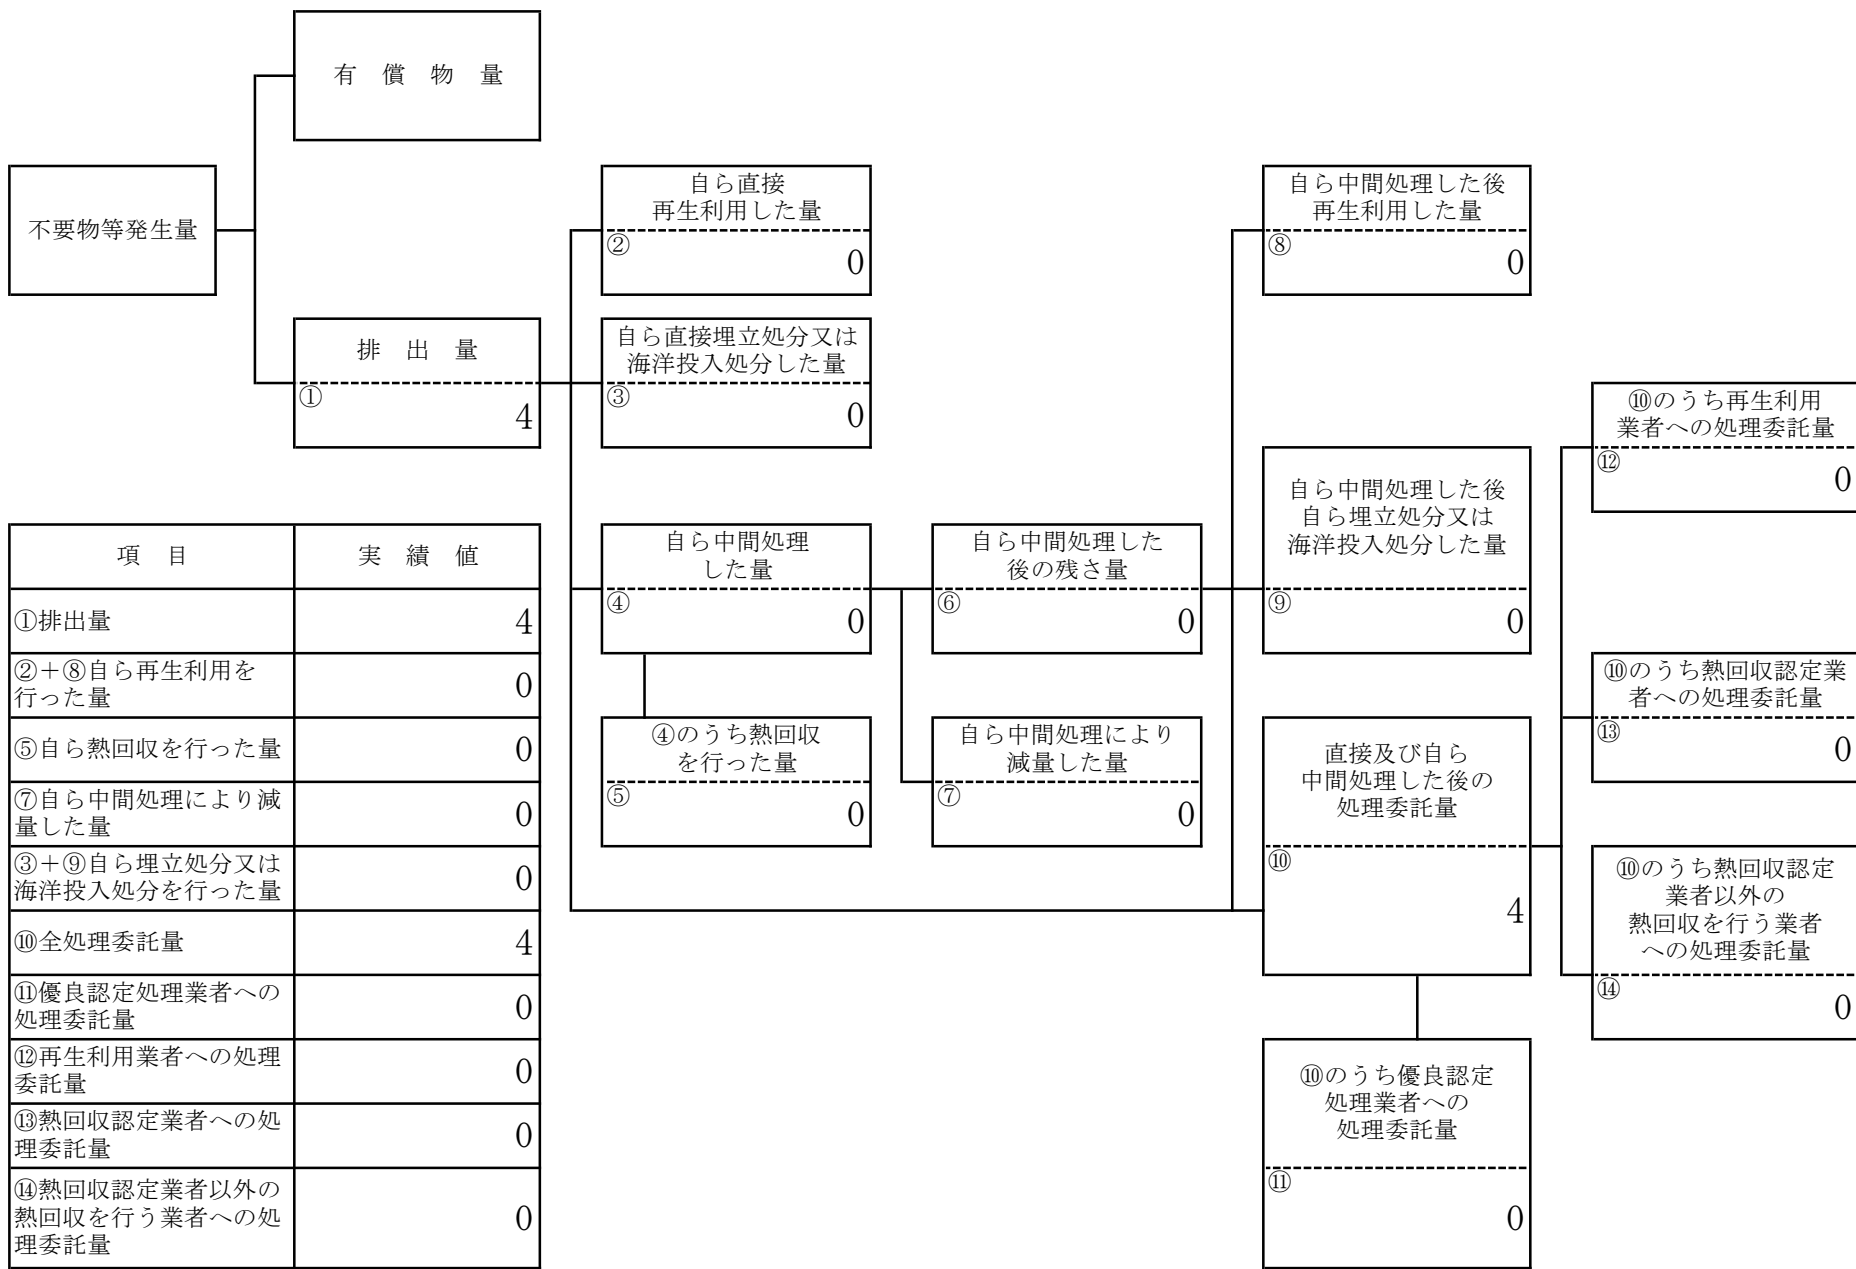 有 償 物 量
不要物等発生量
排 出 量
①
4
自ら直接
再生利用した量
②
0
自ら直接埋立処分又は
海洋投入処分した量
③
0
自ら中間処理
した量
④
0
④のうち熱回収
を行った量
⑤
0
自ら中間処理した
後の残さ量
⑥
0
自ら中間処理により
減量した量
⑦
0
自ら中間処理した後
再生利用した量
⑧
0
自ら中間処理した後
自ら埋立処分又は
海洋投入処分した量
⑨
0
直接及び自ら
中間処理した後の
処理委託量
⑩
4
⑩のうち優良認定
処理業者への
処理委託量
⑪
0
⑩のうち再生利用
業者への処理委託量
⑫
0
⑩のうち熱回収認定業
者への処理委託量
⑬
0
⑩のうち熱回収認定
業者以外の
熱回収を行う業者
への処理委託量
⑭
0
項 目 実 績 値
①排出量 4
②+⑧自ら再生利用を
行った量 0
⑤自ら熱回収を行った量 0
⑦自ら中間処理により減
量した量 0
③+⑨自ら埋立処分又は
海洋投入処分を行った量 0
⑩全処理委託量 4
⑪優良認定処理業者への
処理委託量 0
⑫再生利用業者への処理
委託量 0
⑬熱回収認定業者への処
理委託量 0
⑭熱回収認定業者以外の
熱回収を行う業者への処
理委託量 0